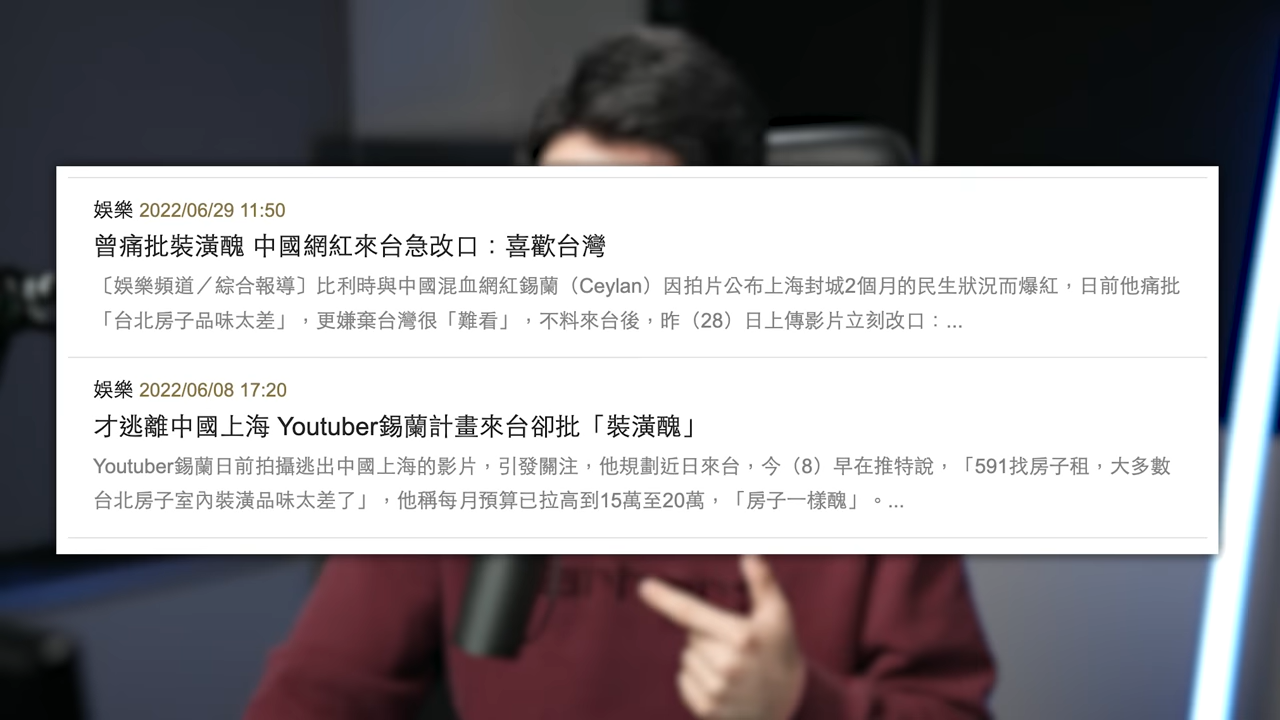 娛樂 2022/06/29 11:50
曾痛批裝潢醜 中國網紅來台急改口：喜歡台灣
〔娛樂頻道／綜合報導〕比利時與中國混血網紅錫蘭（Ceylan）因拍片公布上海封城2個月的民生狀況而爆紅，日前他痛批
「台北房子品味太差」，更嫌棄台灣很「難看」，不料來台後，昨（28）日上傳影片立刻改口：...
娛樂 2022/06/08 17:20
才逃離中國上海 Youtuber錫蘭計畫來台卻批「裝潢醜」
Youtuber錫蘭日前拍攝逃出中國上海的影片，引發關注，他規劃近日來台，今（8）早在推特說，「591找房子租，大多數
台北房子室內裝潢品味太差了」，他稱每月預算已拉高到15萬至20萬，「房子一樣醜」。...